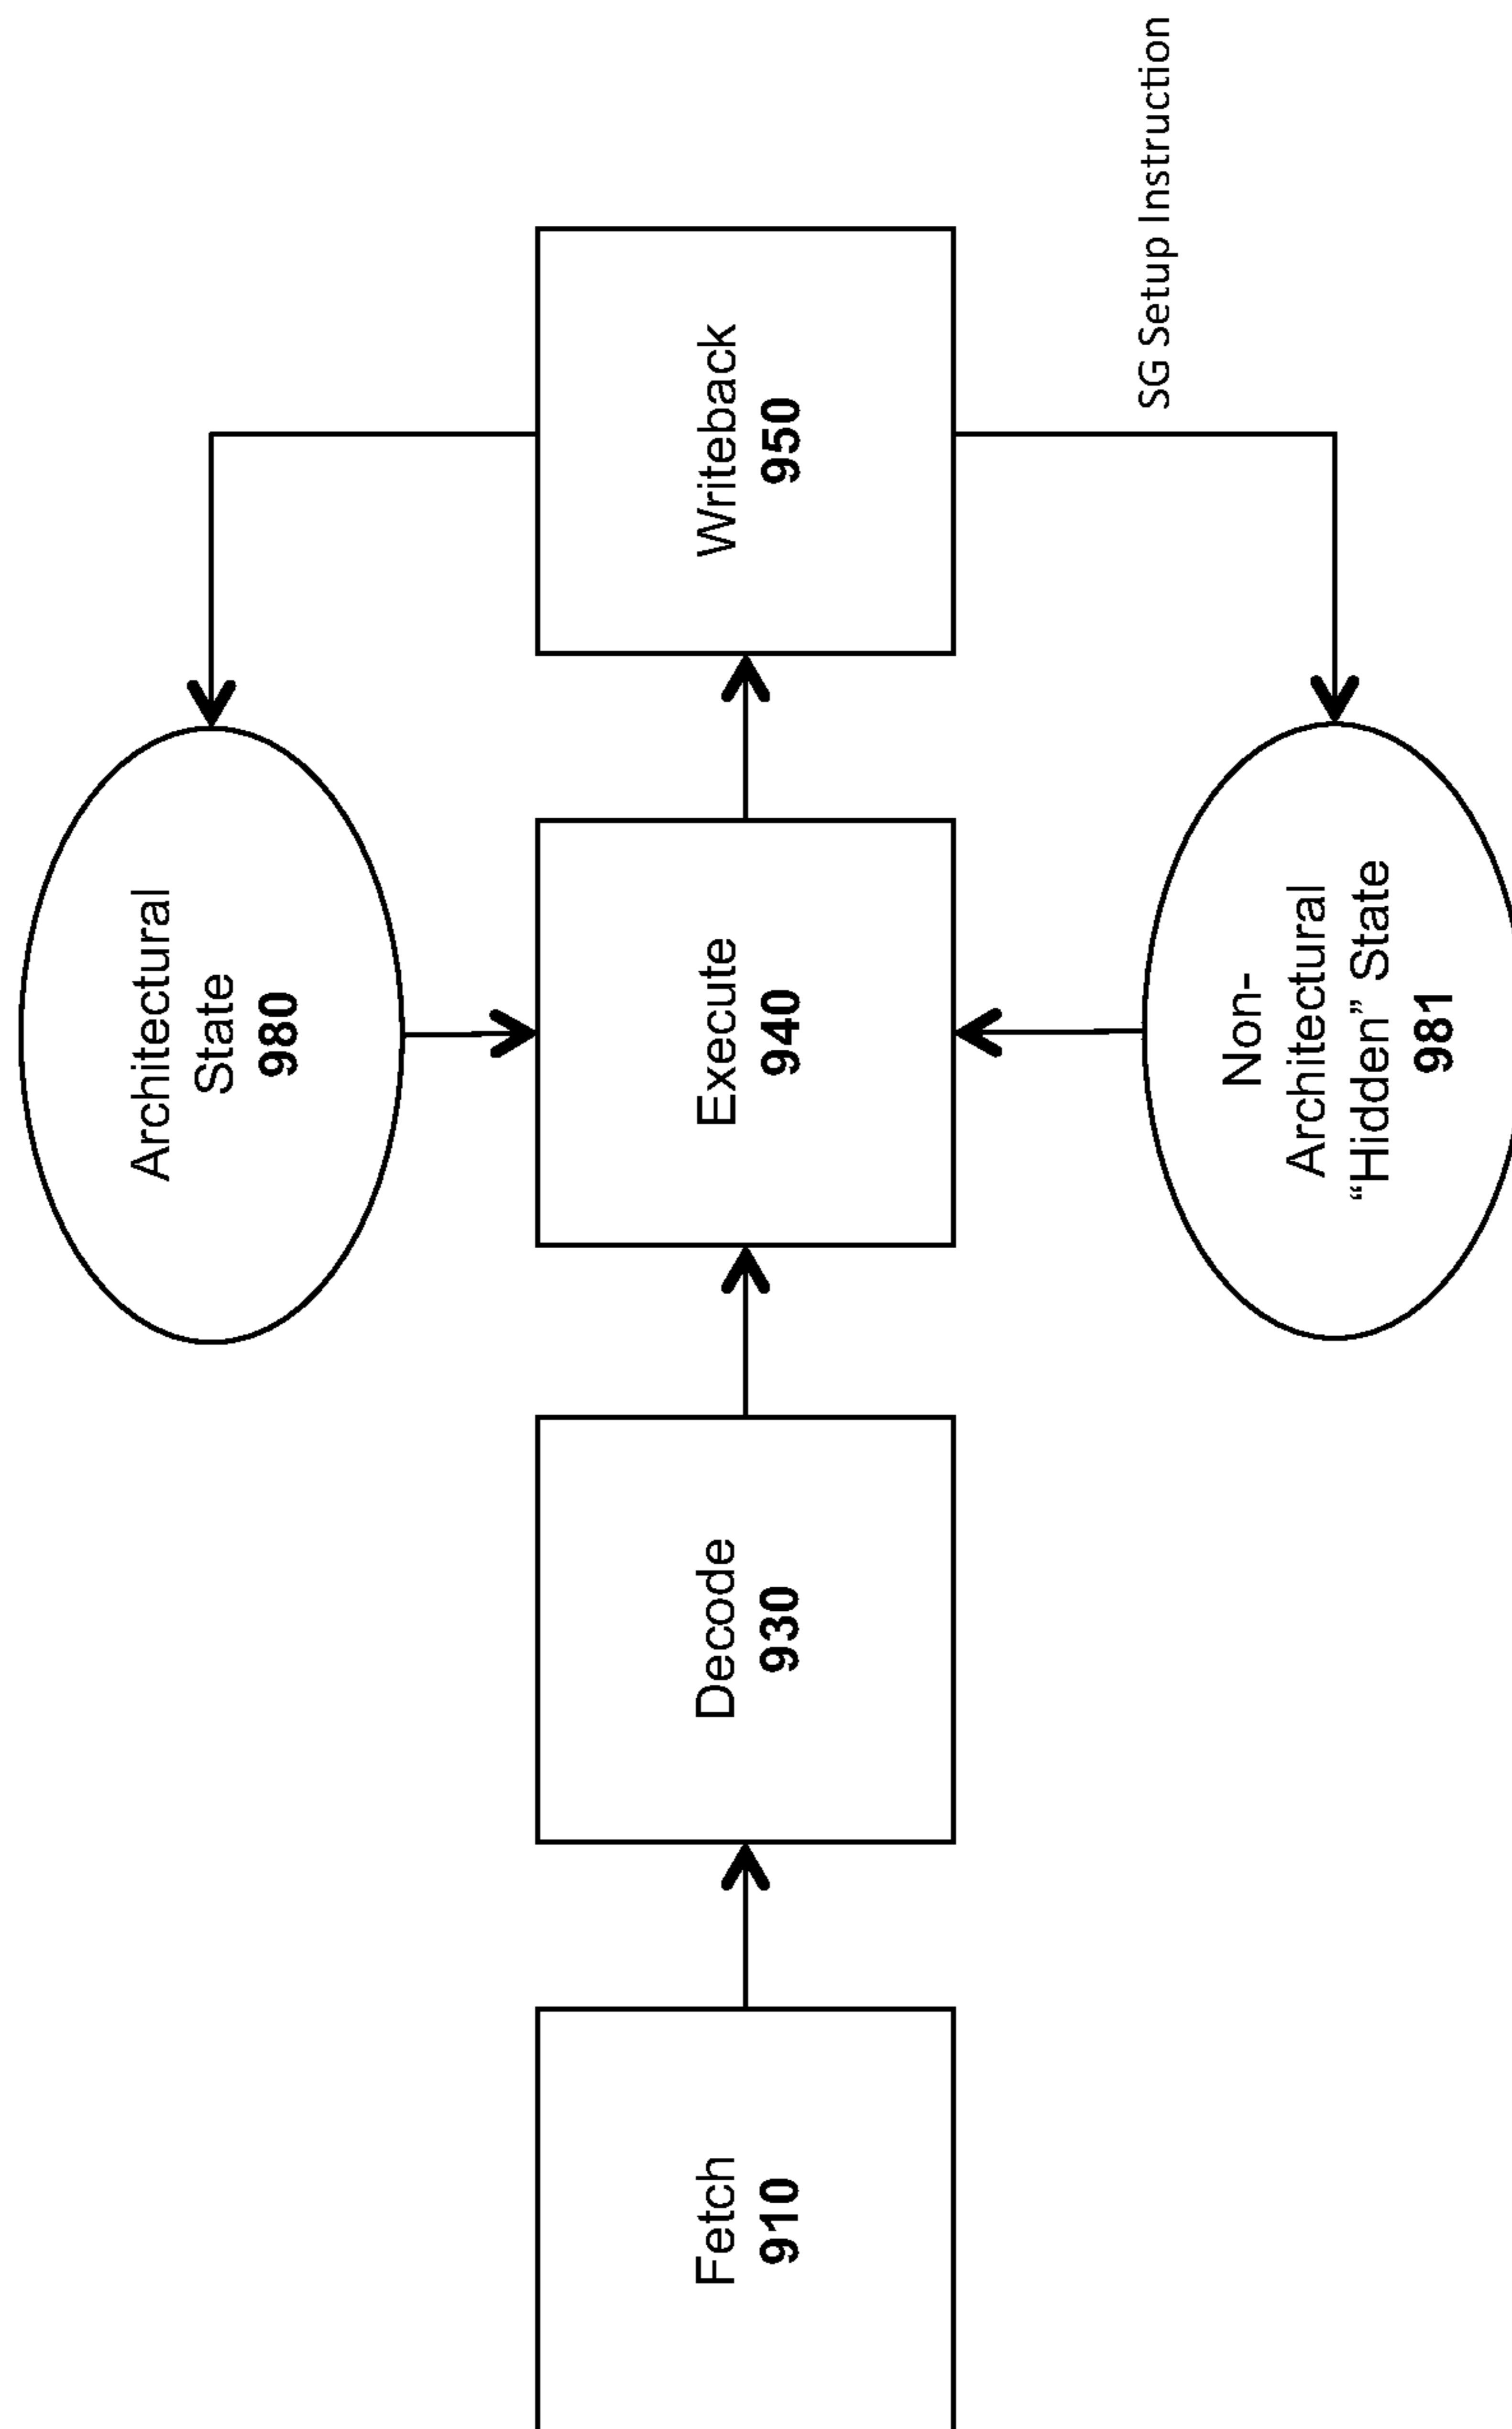 Architectural
State
980
Fetch
910
Decode
930
Execute
940
Writeback
950
SG Setup Instruction
Non-
Architectural
“Hidden” State
981